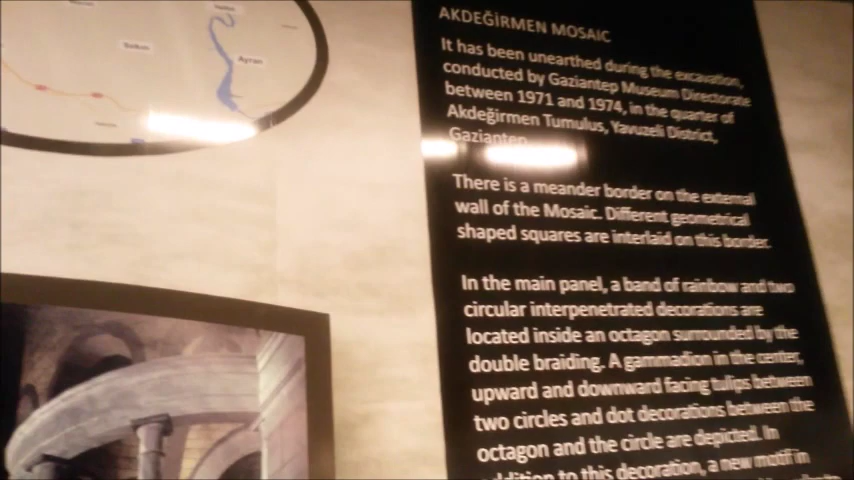 Ayran
AKDEĞİRMEN MOSAIC
It has been unearthed during the excavation,
conducted by Gaziantep Museum Directorate
between 1971 and 1974, in the quarter of
Akdeğirmen Tumulus, Yavuzeli District,
Gaziantep
There is a meander border on the external
wall of the Mosaic. Different geometrical
shaped squares are interlaid on this border.
In the main panel, a band of rainbow and two
circular interpenetrated decorations are
located inside an octagon surrounded by the
double braiding. A gammadion in the center,
upward and downward facing tulips between
two circles and dot decorations between the
octagon and the circle are depicted. In
addition to this decoration, a new motif in